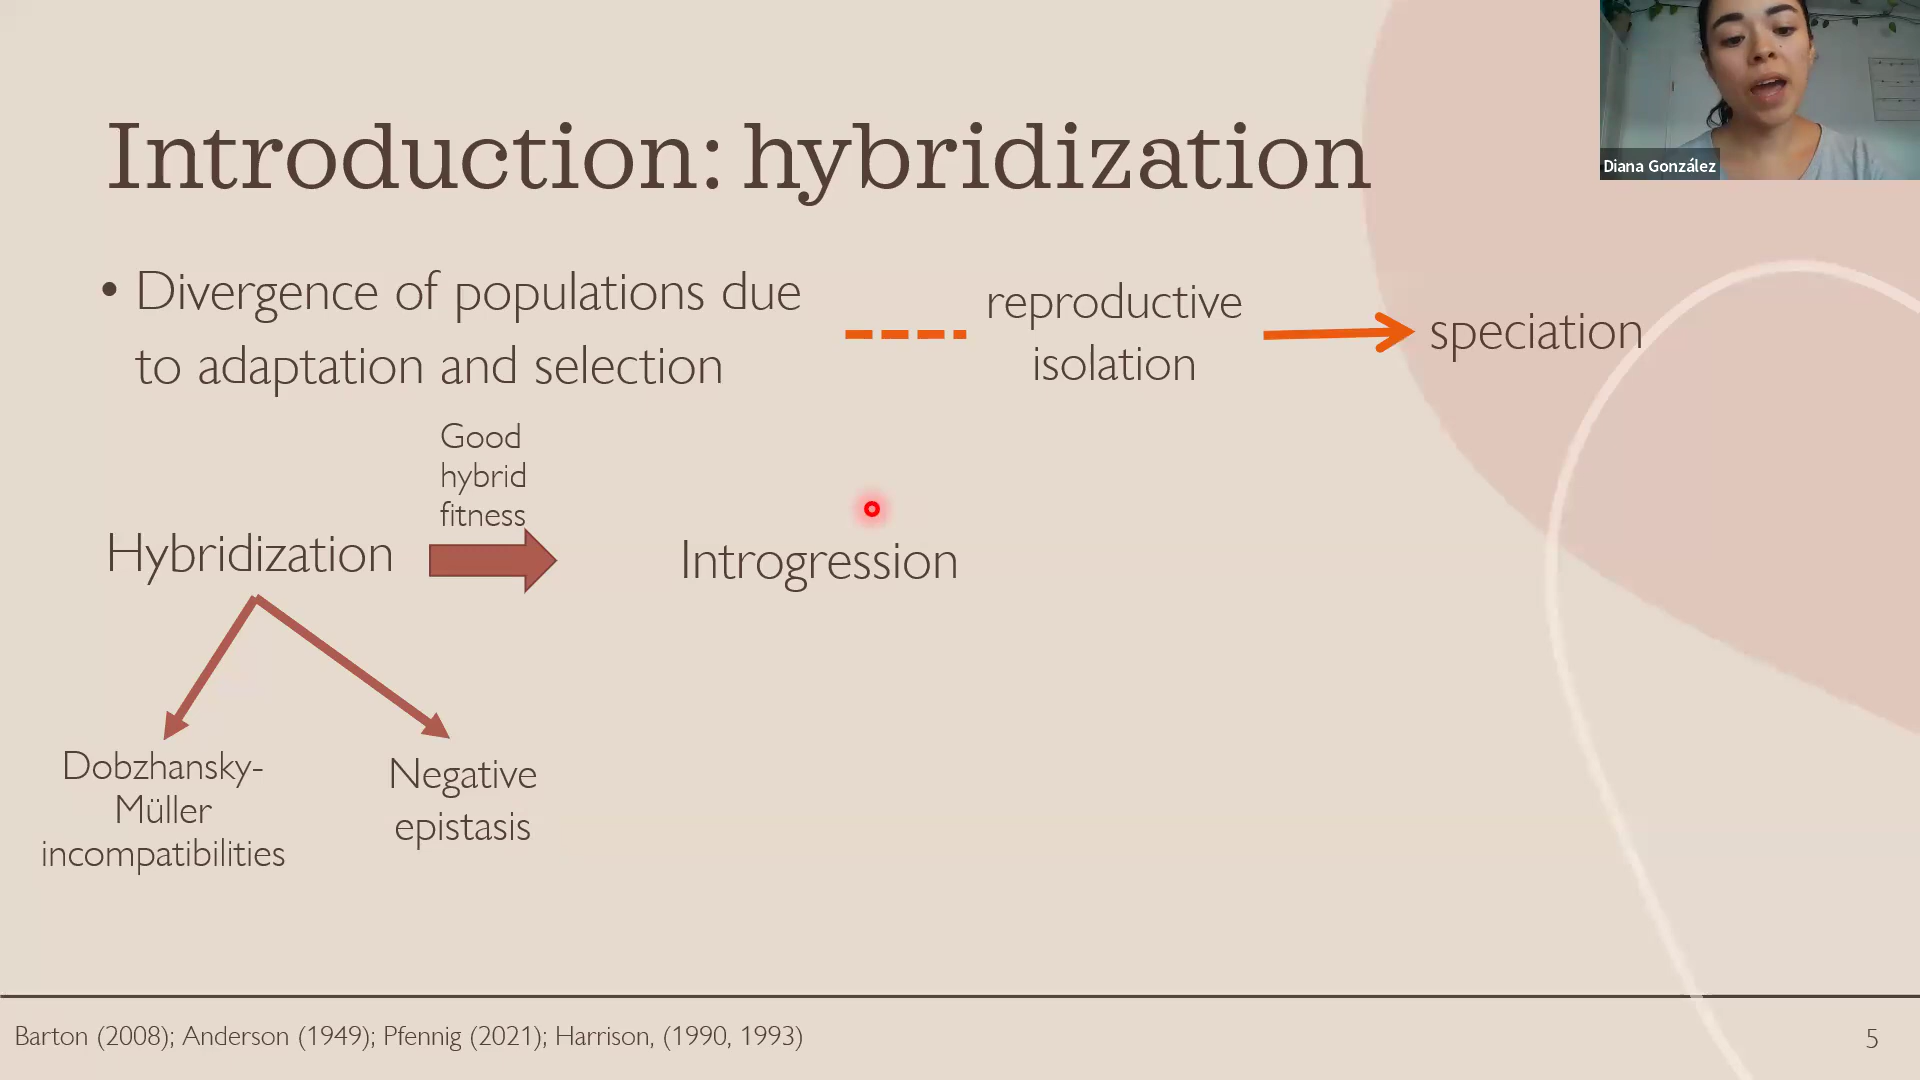 Introduction: hybridization
Diana González
• Divergence of populations due
to adaptation and selection
reproductive
isolation
speciation
Good
hybrid
fitness
Hybridization
Introgression
Dobzhansky-
Müller
incompatibilities
Negative
epistasis
Barton (2008); Anderson (1949); Pfennig (2021); Harrison, (1990, 1993)
5